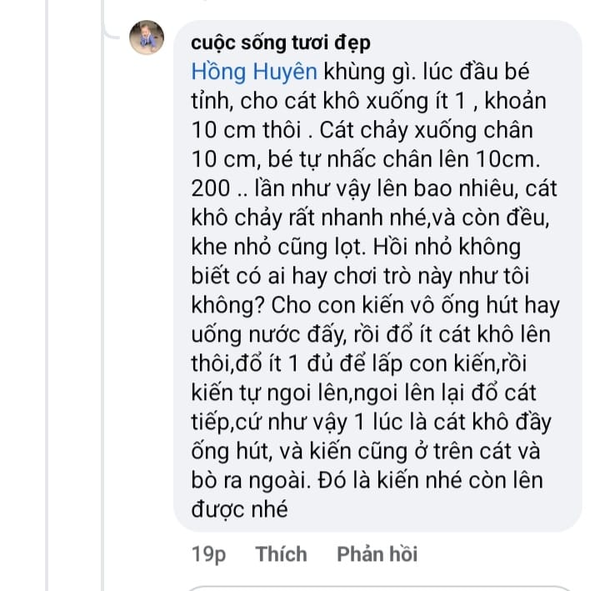 cuộc sống tươi đẹp
Hồng Huyên khùng gì. lúc đầu bé
tỉnh, cho cát khô xuống ít 1 , khoản
10 cm thôi . Cát chảy xuống chân
10 cm, bé tự nhấc chân lên 10cm.
200 .. lần như vậy lên bao nhiêu, cát
khô chảy rất nhanh nhé,và còn đều,
khe nhỏ cũng lọt. Hồi nhỏ không
biết có ai hay chơi trò này như tôi
không? Cho con kiến vô ống hút hay
uống nước đấy, rồi đổ ít cát khô lên
thôi,đổ ít 1 đủ để lấp con kiến,rồi
kiến tự ngoi lên,ngoi lên lại đổ cát
tiếp,cứ như vậy 1 lúc là cát khô đầy
ống hút, và kiến cũng ở trên cát và
bò ra ngoài. Đó là kiến nhé còn lên
được nhé
19p Thích Phản hồi